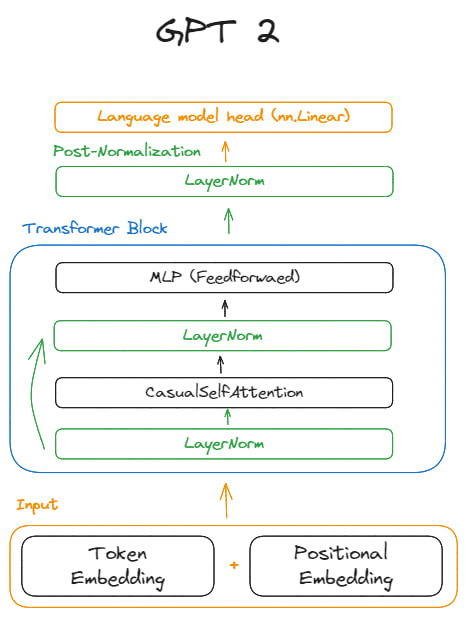 GPT 2
Language model head (nn.Linear)
Post-Normalization
LayerNorm
Transformer Block
MLP (Feedforwaed)
LayerNorm
CasualSelfAttention
LayerNorm
Input
Token
Embedding
+
Positional
Embedding